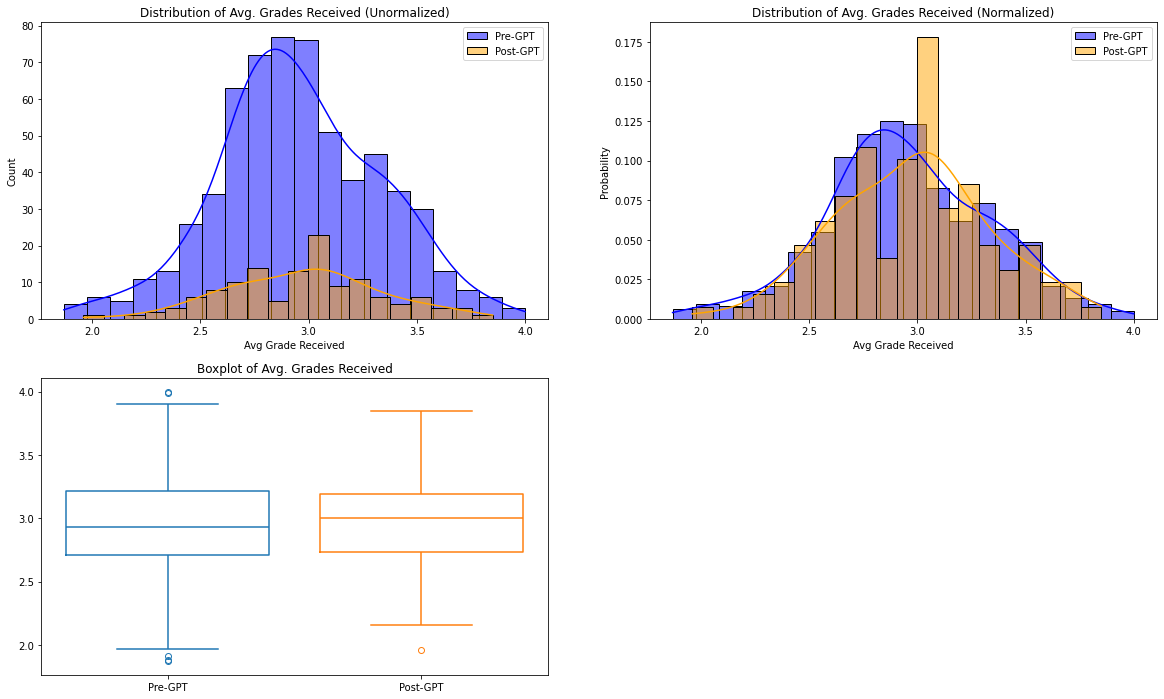 Distribution of Avg. Grades Received (Unormalized)
80
70
60
50
40
30
20
10
0
Count
2.0 2.5 3.0 3.5 4.0
Avg Grade Received
Pre-GPT
Post-GPT
Distribution of Avg. Grades Received (Normalized)
0.175
0.150
0.125
0.100
0.075
0.050
0.025
0.000
Probability
2.0 2.5 3.0 3.5 4.0
Avg Grade Received
Pre-GPT
Post-GPT
Boxplot of Avg. Grades Received
4.0
3.5
3.0
2.5
2.0
Pre-GPT Post-GPT